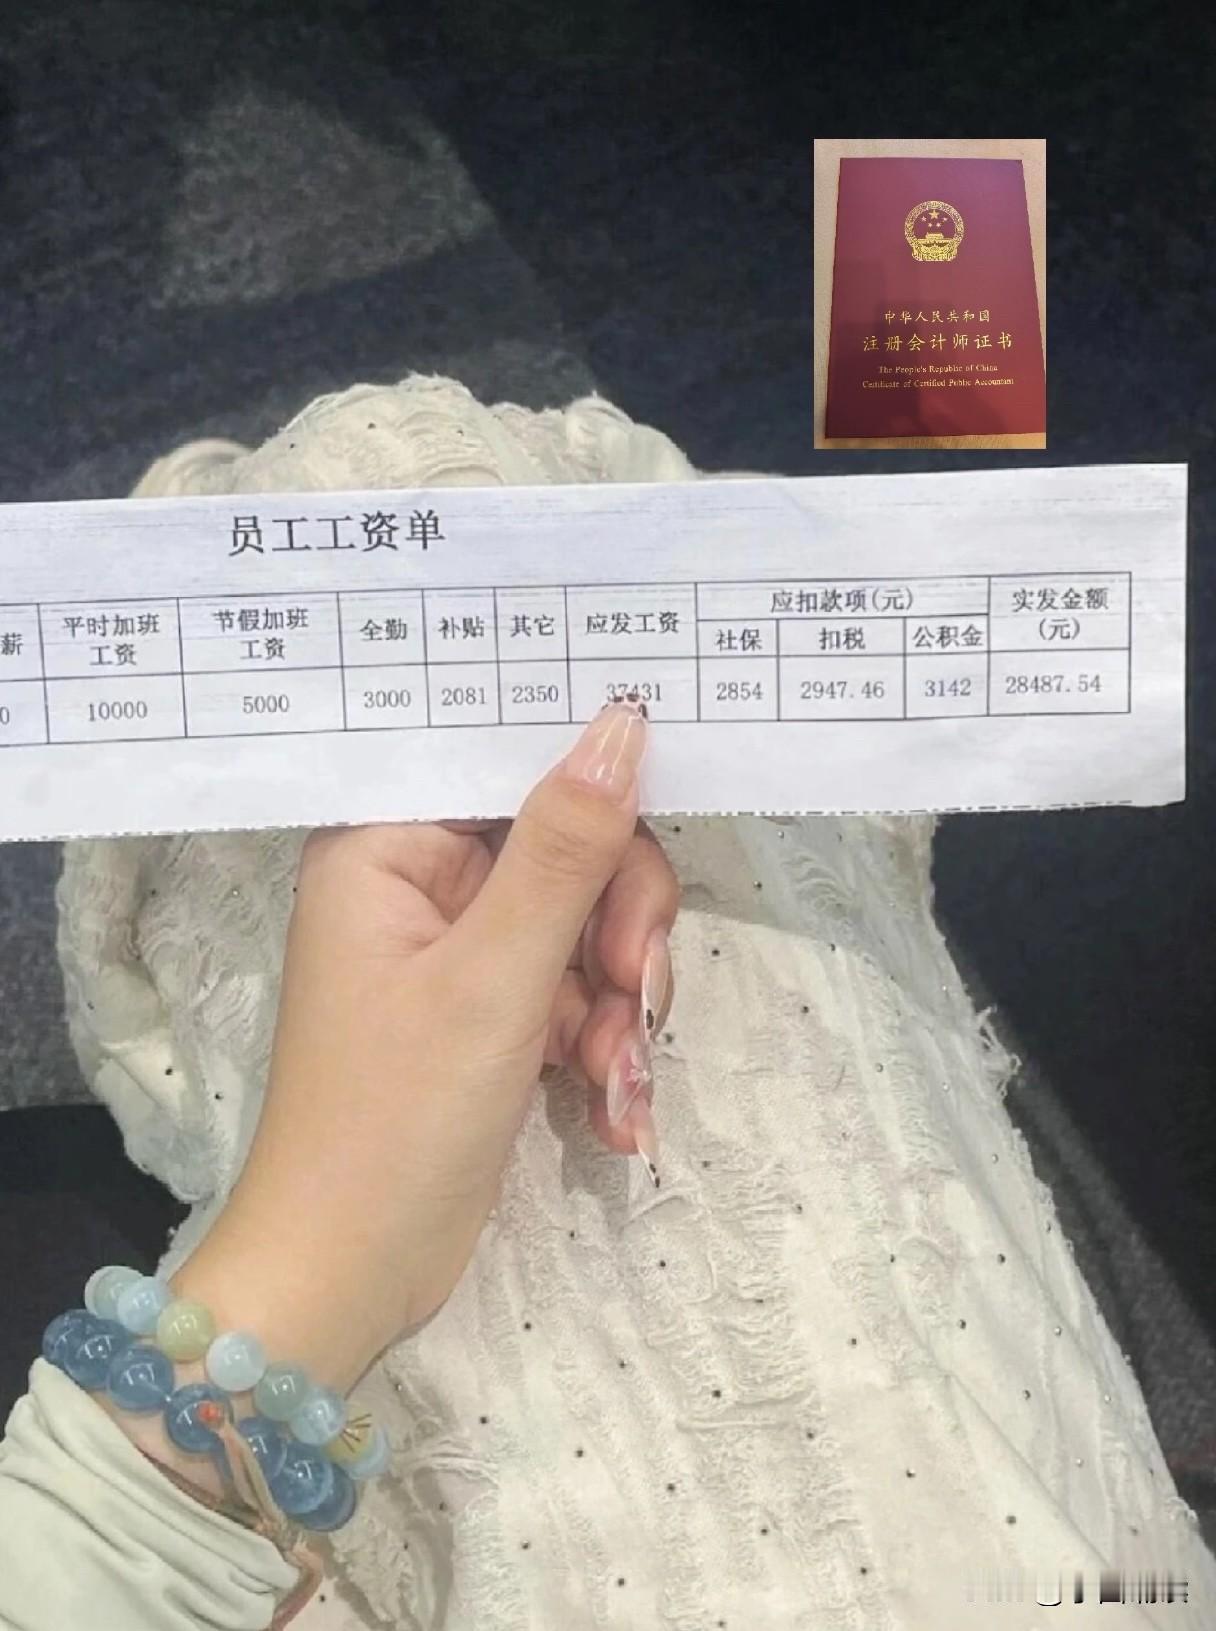 中华人民共和国
注册会计师证书
The People's Republic of China
Certificate of Certified Public Accountant
员工工资单
薪 平时加班工资 节假加班工资 全勤 补贴 其它 应发工资 应扣款项(元) 实发金额(元)
社保 扣税 公积金
0 10000 5000 3000 2081 2350 37431 2854 2947.46 3142 28487.54